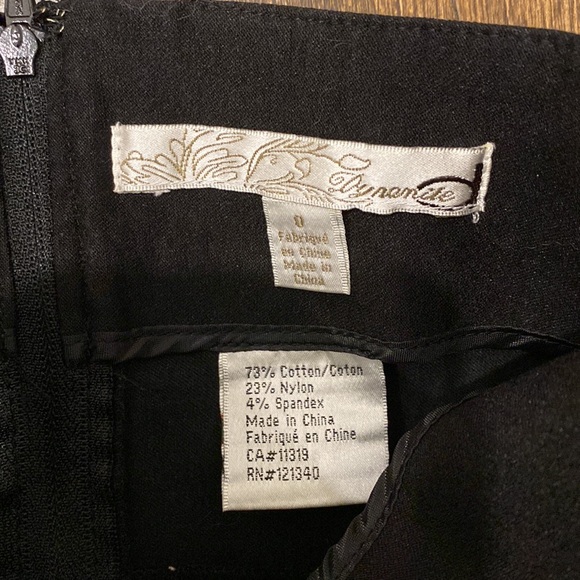 Dynamite
0
Fabriqué
en Chine
Made in
China
73% Cotton/Coton
23% Nylon
4% Spandex
Made in China
Fabriqué en Chine
CA#11319
RN#121340